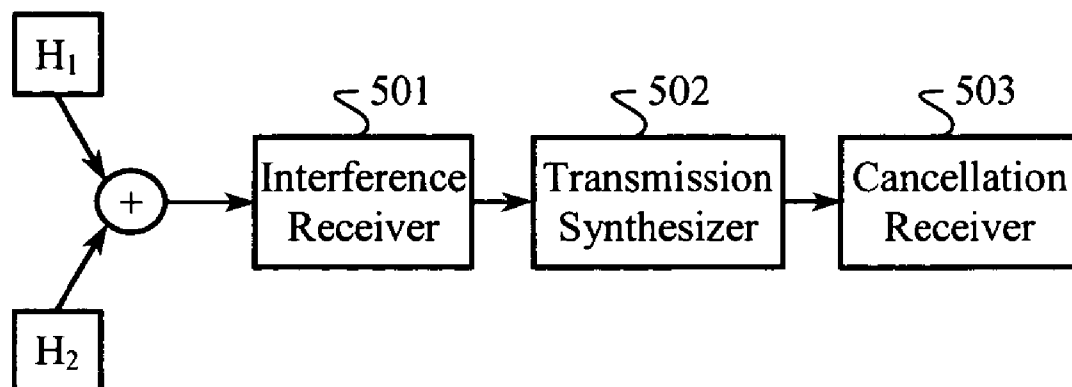 H₁
501
502
503
+
Interference
Receiver
Transmission
Synthesizer
Cancellation
Receiver
H₂